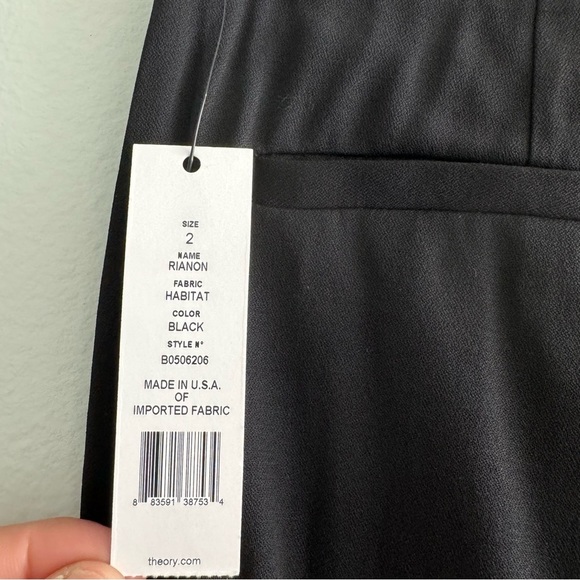 SIZE
2
NAME
RIANON
FABRIC
HABITAT
COLOR
BLACK
STYLE N°
B0506206
MADE IN U.S.A.
OF
IMPORTED FABRIC
8 83591 38753 4
theory.com